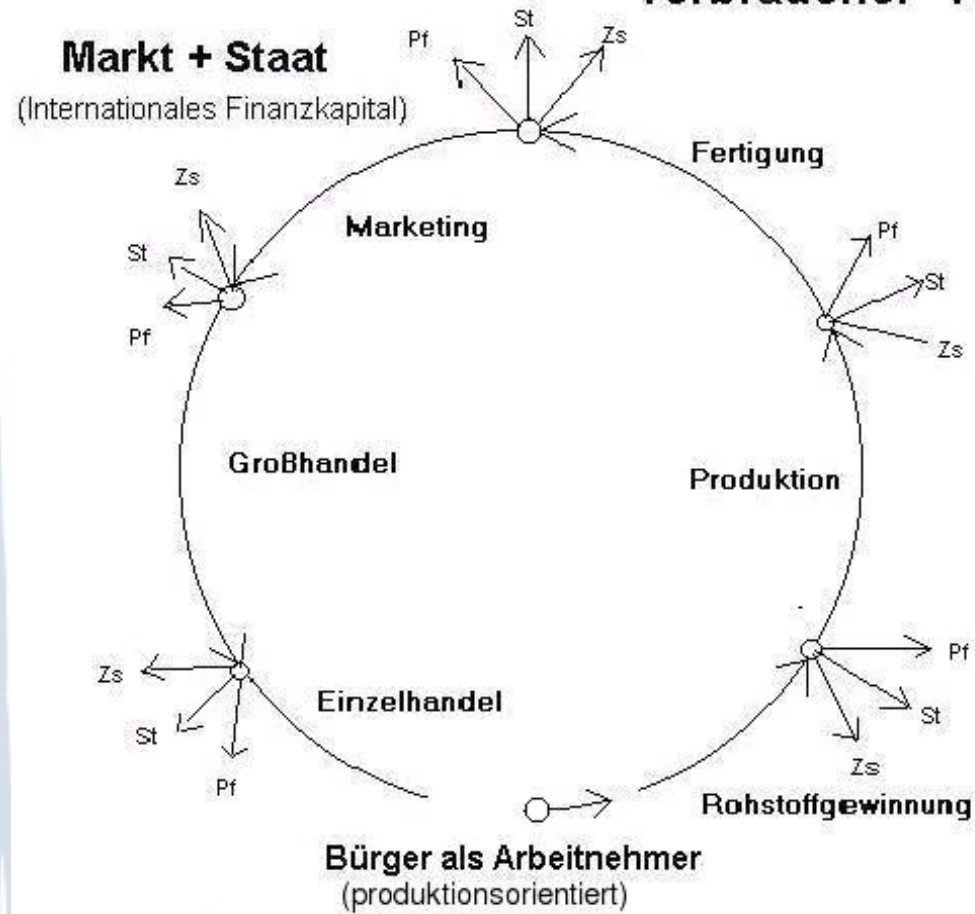 Markt + Staat
(Internationales Finanzkapital)
Pf
St
Zs
Fertigung
Zs
St
Pf
Marketing
Pf
St
Zs
Großhandel
Produktion
Zs
St
Pf
Einzelhandel
Pf
St
Zs
Rohstoffgewinnung
Bürger als Arbeitnehmer
(produktionsorientiert)